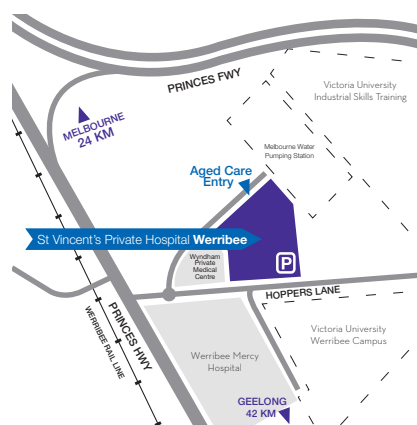 PRINCES FWY
Victoria University
Industrial Skills Training
MELBOURNE
24 KM
Melbourne Water
Pumping Station
Aged Care
Entry
St Vincent's Private Hospital Werribee
Wyndham
Private
Medical
Centre
P
HOPPERS LANE
PRINCES HWY
WERRIBEE RAIL LINE
Victoria University
Werribee Campus
Werribee Mercy
Hospital
GEELONG
42 KM